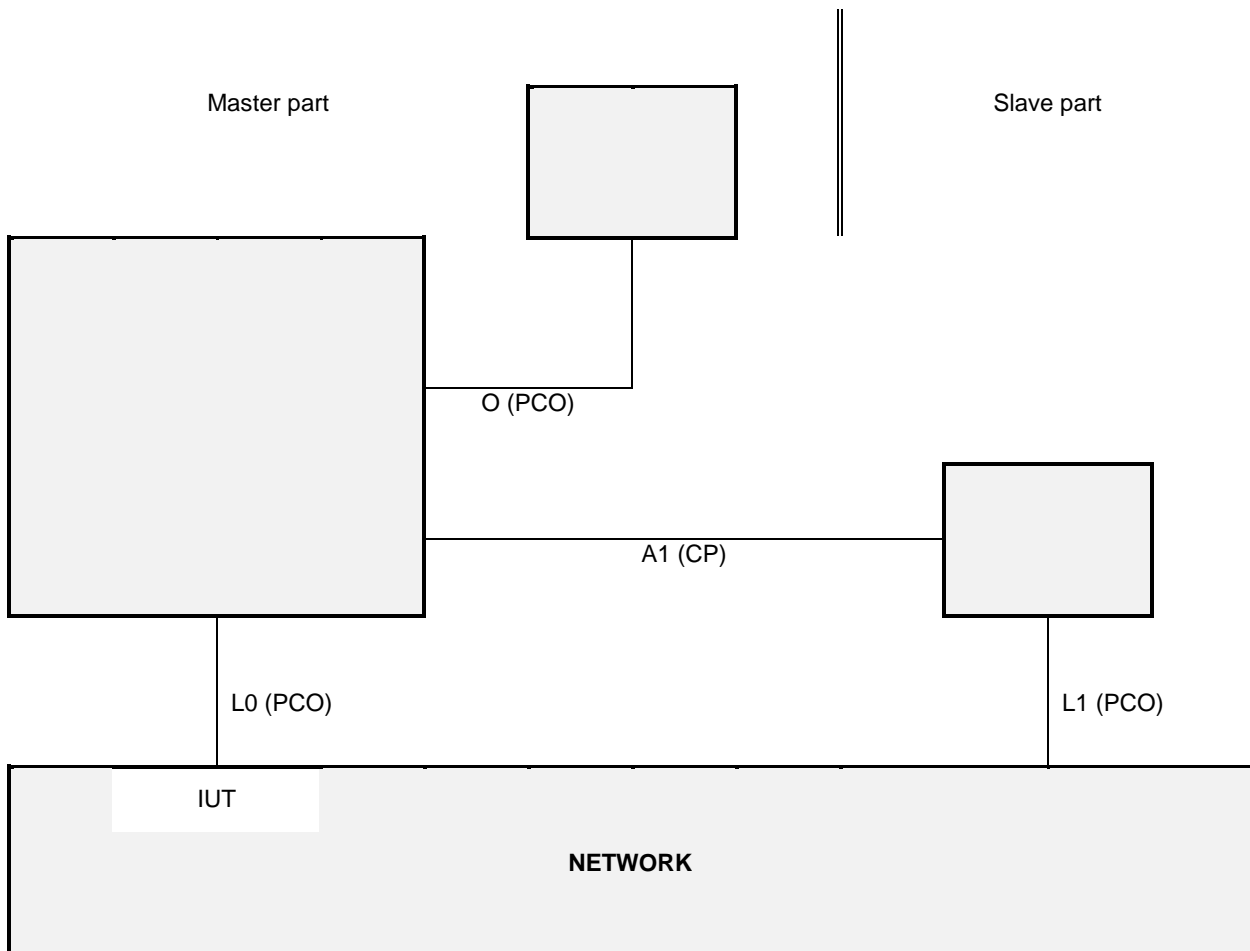 Master part
Slave part
O (PCO)
A1 (CP)
L0 (PCO)
L1 (PCO)
IUT
NETWORK